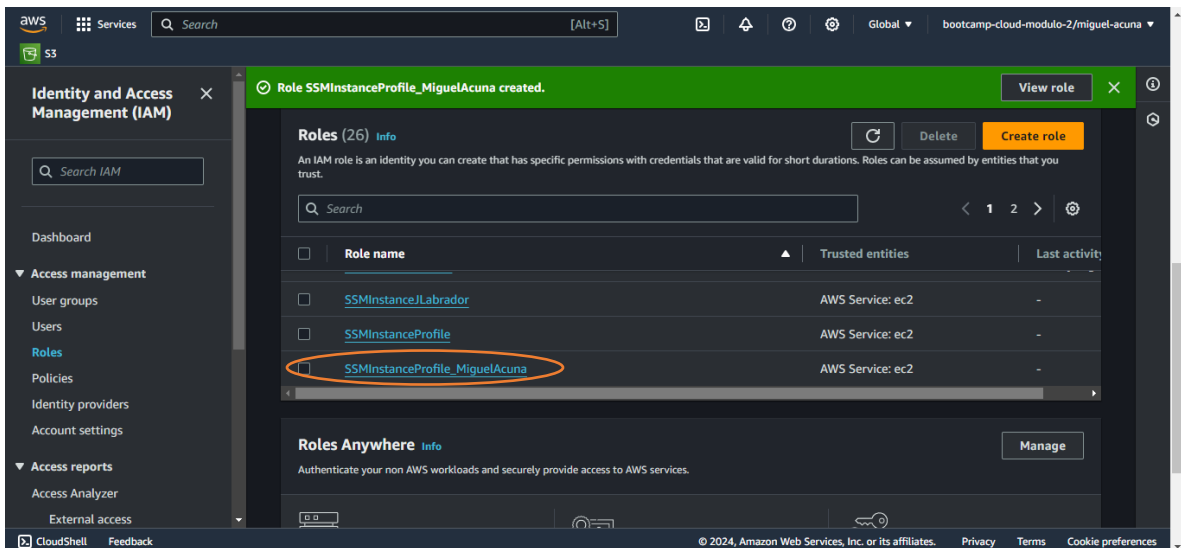 aws Services Search [Alt+S] Global ▼ bootcamp-cloud-modulo-2/miguel-acuna ▼
S3
Identity and Access Management (IAM)
Search IAM
Dashboard
Access management
User groups
Users
Roles
Policies
Identity providers
Account settings
Access reports
Access Analyzer
External access
Role SSMInstanceProfile_MiguelAcuna created.
View role
Roles (26) Info
Delete
Create role
An IAM role is an identity you can create that has specific permissions with credentials that are valid for short durations. Roles can be assumed by entities that you
trust.
Search
1 2
Role name Trusted entities Last activity
SSMInstanceJLabrador AWS Service: ec2 -
SSMInstanceProfile AWS Service: ec2 -
SSMInstanceProfile_MiguelAcuna AWS Service: ec2 -
Roles Anywhere Info
Manage
Authenticate your non AWS workloads and securely provide access to AWS services.
CloudShell Feedback © 2024, Amazon Web Services, Inc. or its affiliates. Privacy Terms Cookie preferences